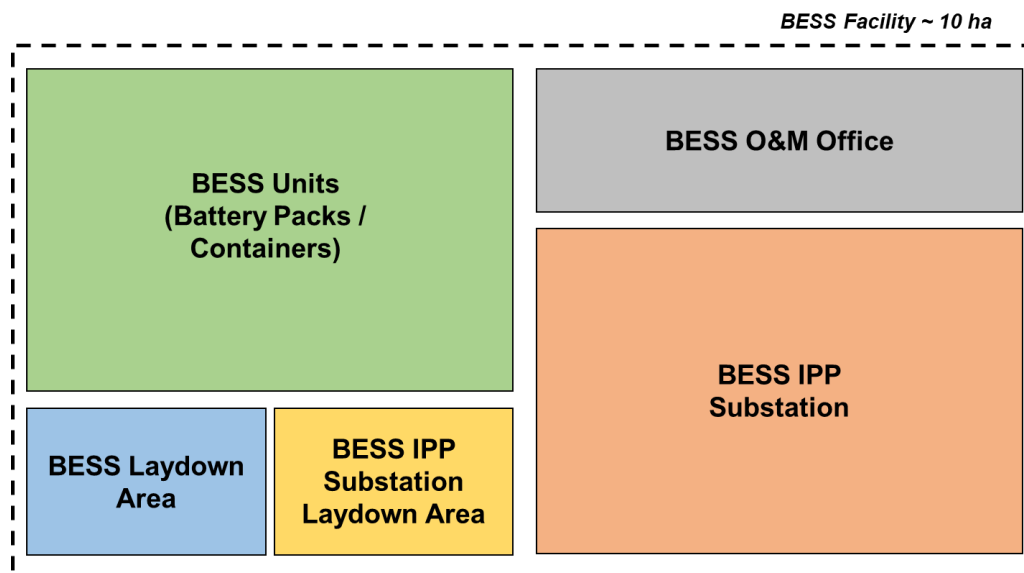 BESS Facility ~ 10 ha
BESS Units
(Battery Packs /
Containers)
BESS O&M Office
BESS IPP
Substation
BESS Laydown
Area
BESS IPP
Substation
Laydown Area